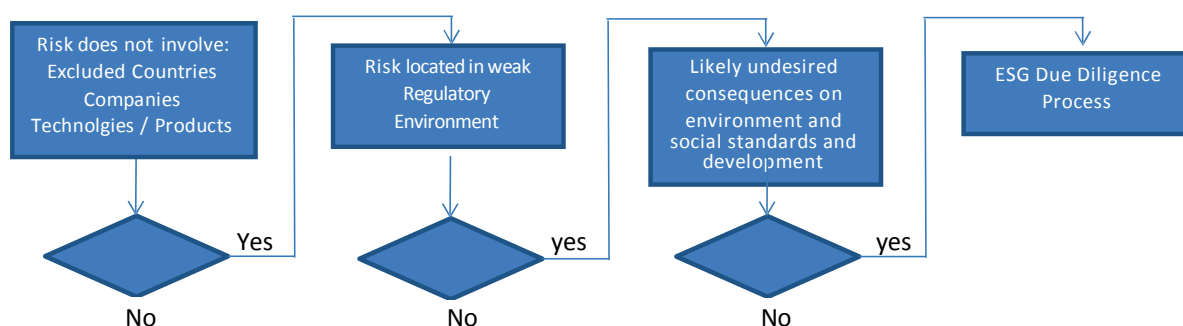 Risk does not involve:
Excluded Countries
Companies
Technolgies / Products
Yes
No
Risk located in weak
Regulatory
Environment
yes
No
Likely undesired
consequences on
environment and
social standards and
development
yes
No
ESG Due Diligence
Process